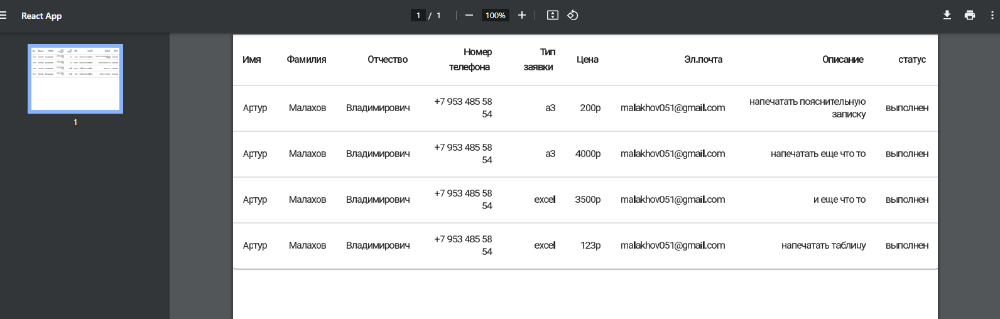 React App
1 / 1
100%
1
Имя Фамилия Отчество Номер телефона Тип заявки Цена Эл.почта Описание статус
Артур Малахов Владимирович +7 953 485 58 54 а3 200р malakhov051@gmail.com напечатать пояснительную записку выполнен
Артур Малахов Владимирович +7 953 485 58 54 а3 4000р malakhov051@gmail.com напечатать еще что то выполнен
Артур Малахов Владимирович +7 953 485 58 54 excel 3500р malakhov051@gmail.com и еще что то выполнен
Артур Малахов Владимирович +7 953 485 58 54 excel 123р malakhov051@gmail.com напечатать таблицу выполнен